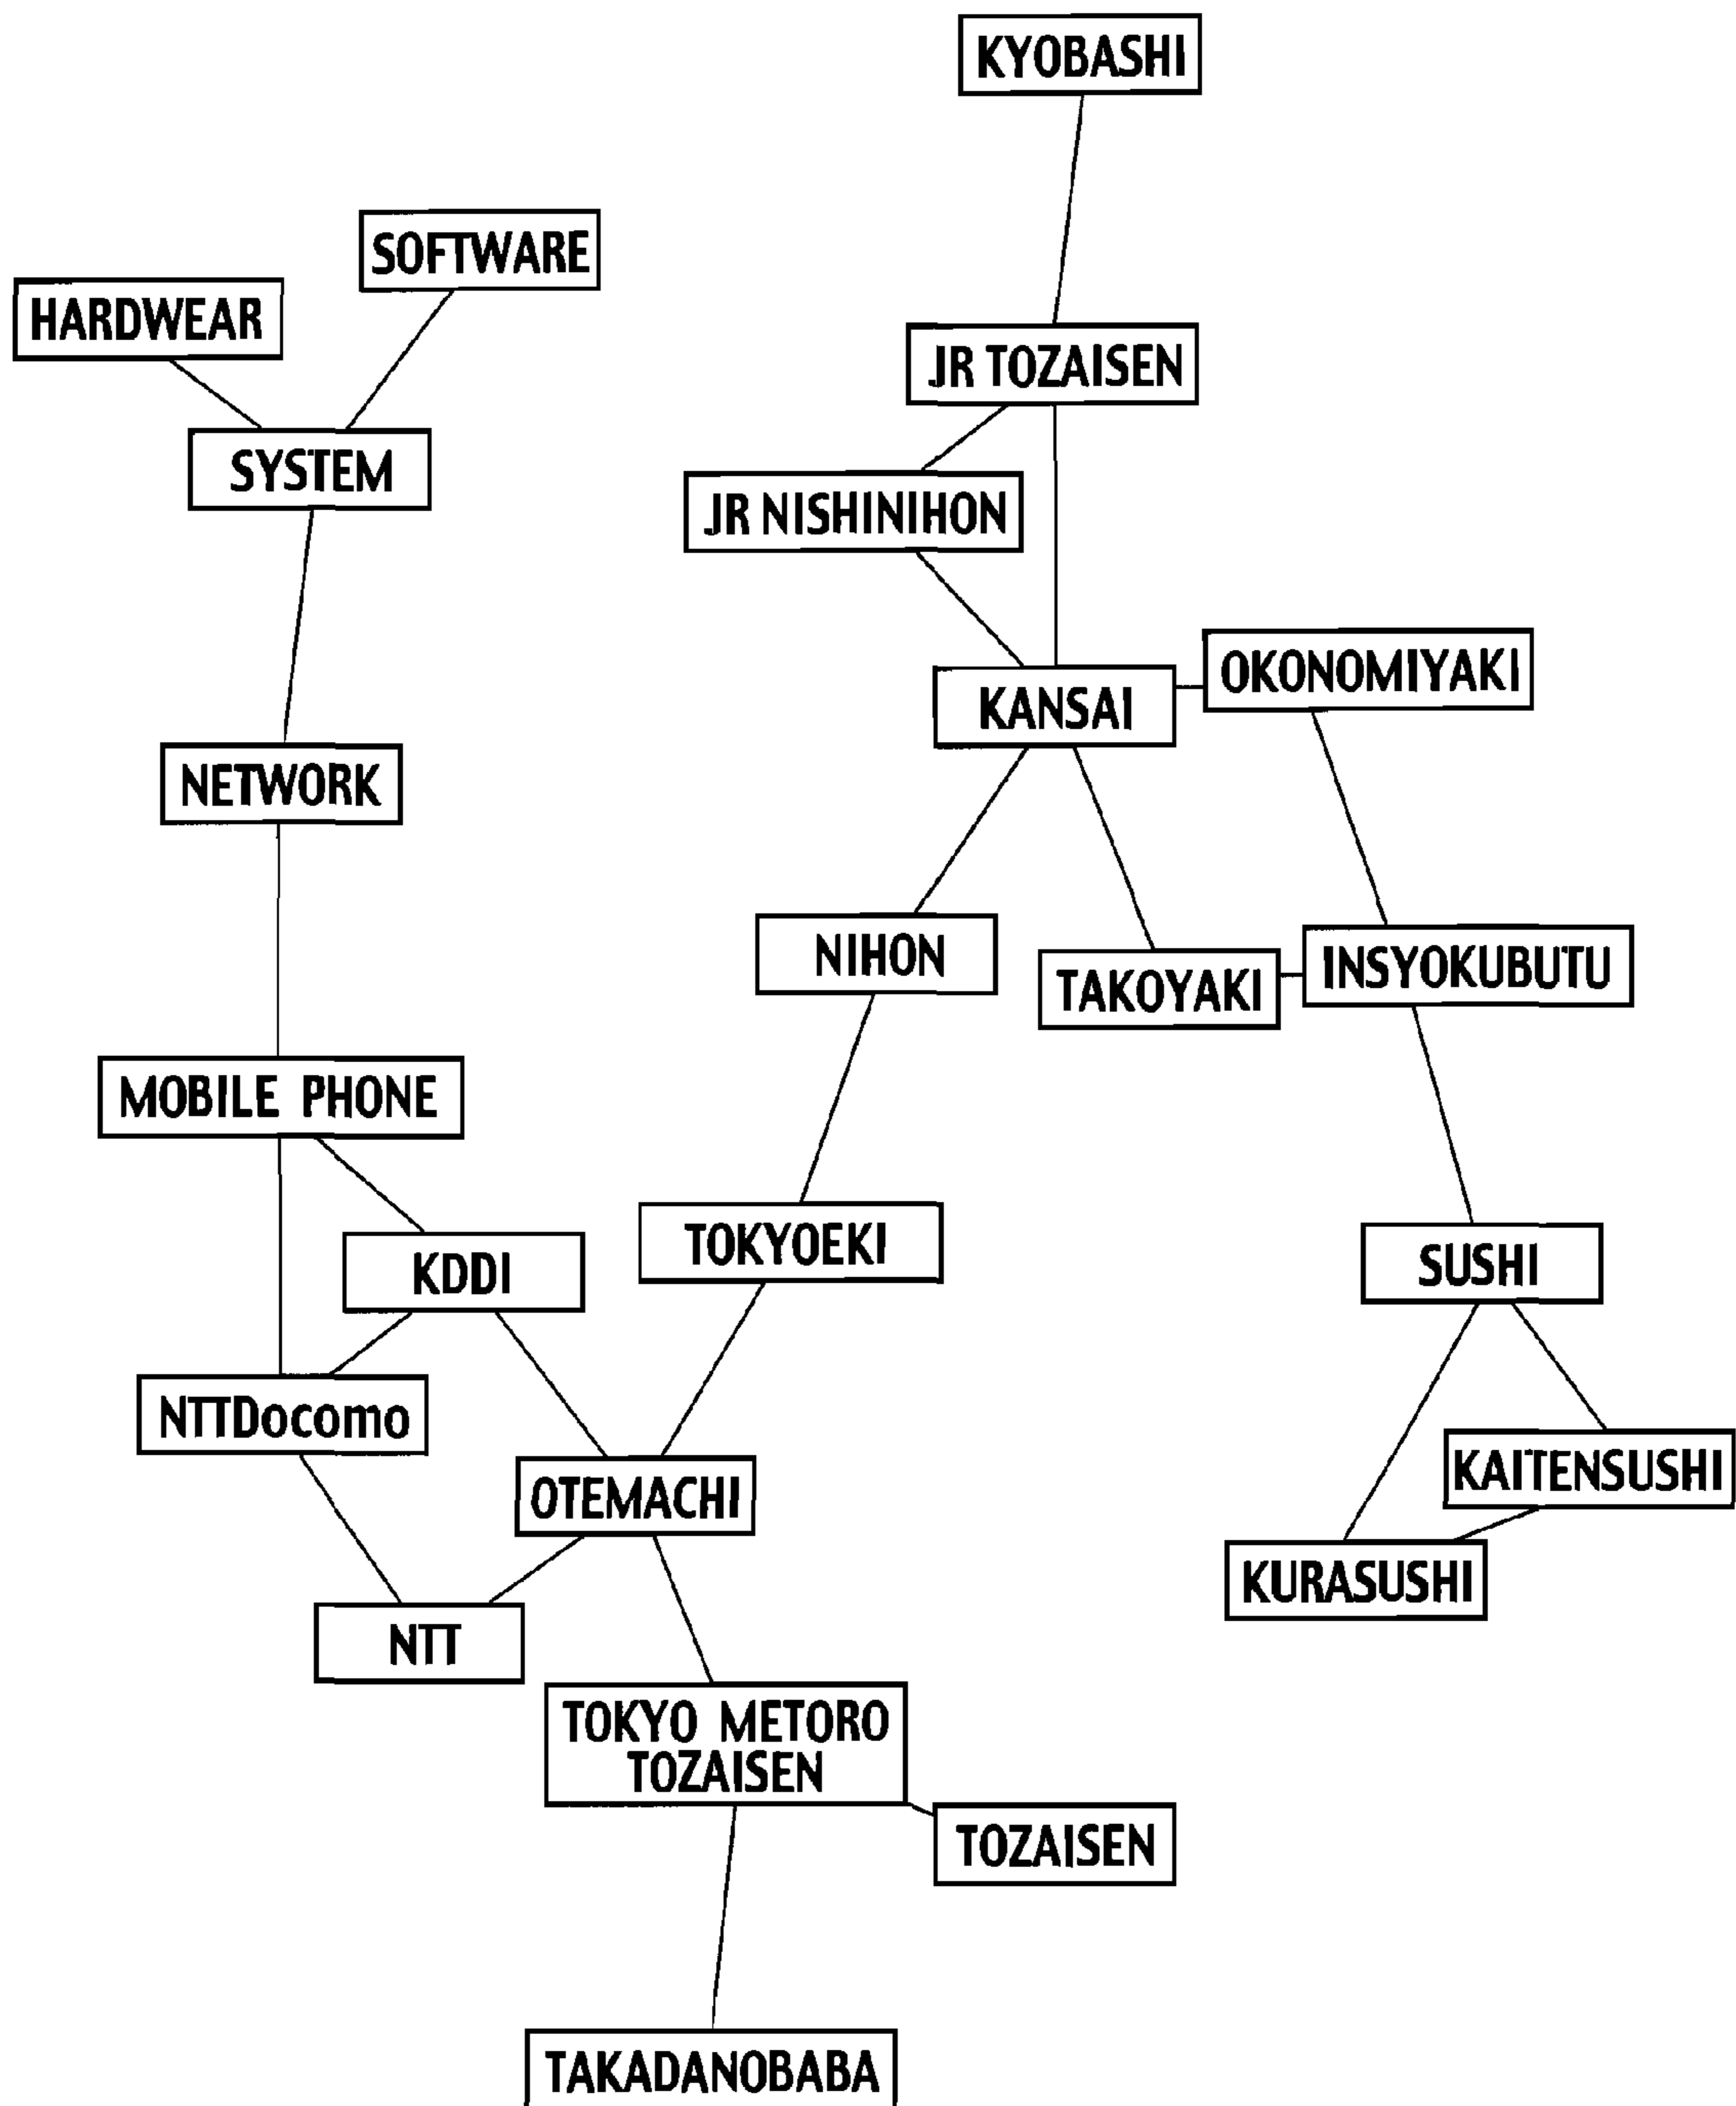 KYOBASHI
SOFTWARE
HARDWEAR
JR TOZAISEN
SYSTEM
JR NISHINIHON
OKONOMIYAKI
KANSAI
NETWORK
NIHON
INSYOKUBUTU
TAKOYAKI
MOBILE PHONE
TOKYOEKI
SUSHI
KDDI
NTTDocomo
KAITENSUSHI
OTEMACHI
KURASUSHI
NTT
TOKYO METORO
TOZAISEN
TOZAISEN
TAKADANOBABA